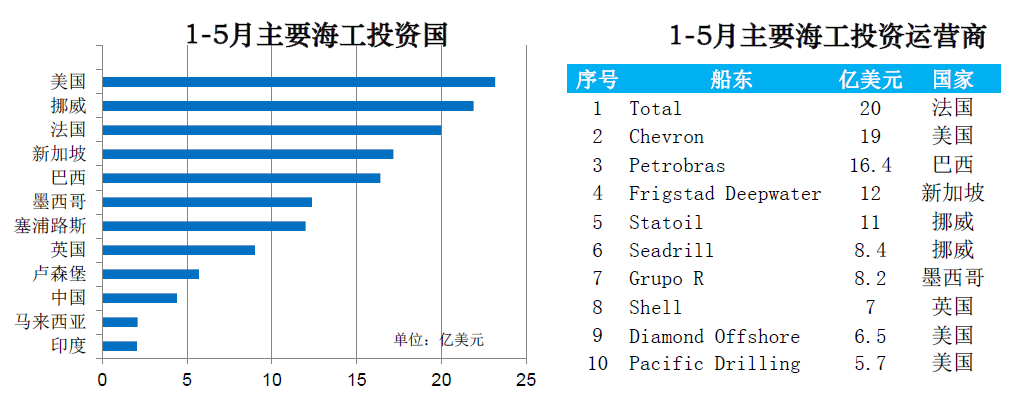 1-5月主要海工投资国
美国
挪威
法国
新加坡
巴西
墨西哥
塞浦路斯
英国
卢森堡
中国
马来西亚
印度
单位：亿美元
0 5 10 15 20 25
1-5月主要海工投资运营商
序号 船东 亿美元 国家
1 Total 20 法国
2 Chevron 19 美国
3 Petrobras 16.4 巴西
4 Frigstad Deepwater 12 新加坡
5 Statoil 11 挪威
6 Seadrill 8.4 挪威
7 Grupo R 8.2 墨西哥
8 Shell 7 英国
9 Diamond Offshore 6.5 美国
10 Pacific Drilling 5.7 美国